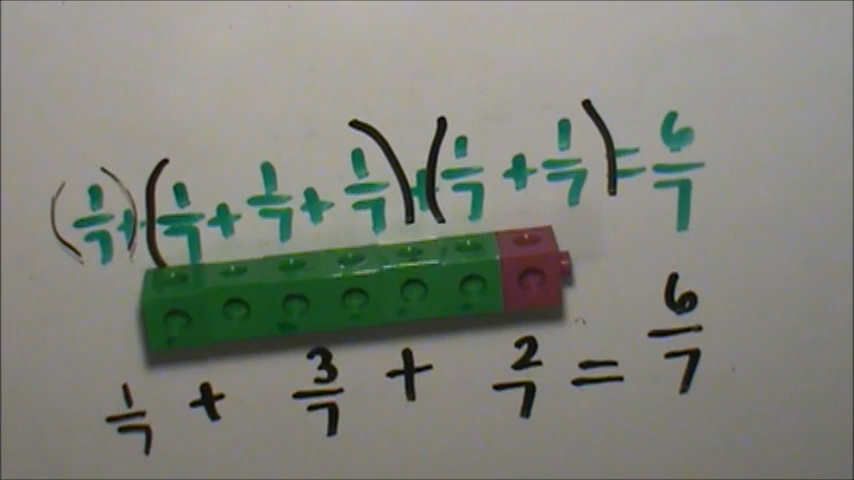 (1/7) + (1/7 + 1/7 + 1/7) + (1/7 + 1/7) = 6/7
1/7 + 3/7 + 2/7 = 6/7